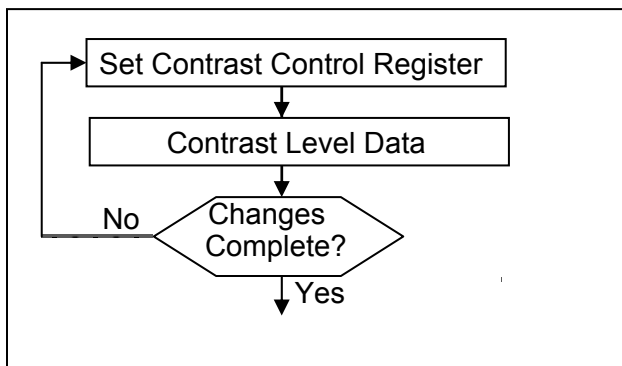 Set Contrast Control Register
Contrast Level Data
No
Changes
Complete?
Yes